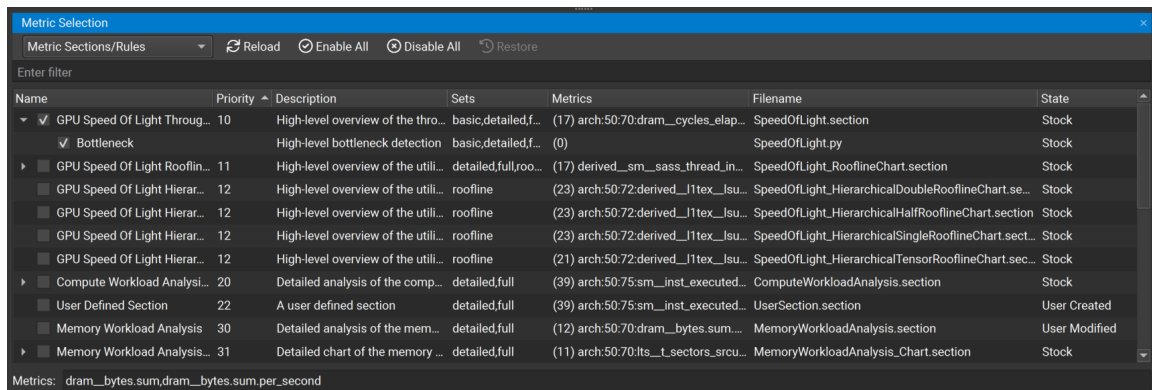 Metric Selection
Metric Sections/Rules Reload Enable All Disable All Restore
Enter filter
Name Priority Description Sets Metrics Filename State
GPU Speed Of Light Throug... 10 High-level overview of the thro... basic,detailed,f... (17) arch:50:70:dram__cycles_elap... SpeedOfLight.section Stock
Bottleneck High-level bottleneck detection basic,detailed,f... (0) SpeedOfLight.py Stock
GPU Speed Of Light Rooflin... 11 High-level overview of the utili... detailed,full,roo... (17) derived__sm__sass_thread_in... SpeedOfLight_RooflineChart.section Stock
GPU Speed Of Light Hierar... 12 High-level overview of the utili... roofline (23) arch:50:72:derived__l1tex__lsu... SpeedOfLight_HierarchicalDoubleRooflineChart.se... Stock
GPU Speed Of Light Hierar... 12 High-level overview of the utili... roofline (23) arch:50:72:derived__l1tex__lsu... SpeedOfLight_HierarchicalHalfRooflineChart.section Stock
GPU Speed Of Light Hierar... 12 High-level overview of the utili... roofline (23) arch:50:72:derived__l1tex__lsu... SpeedOfLight_HierarchicalSingleRooflineChart.sect... Stock
GPU Speed Of Light Hierar... 12 High-level overview of the utili... roofline (21) arch:50:72:derived__l1tex__lsu... SpeedOfLight_HierarchicalTensorRooflineChart.sec... Stock
Compute Workload Analysi... 20 Detailed analysis of the comp... detailed,full (39) arch:50:75:sm__inst_executed... ComputeWorkloadAnalysis.section Stock
User Defined Section 22 A user defined section detailed,full (39) arch:50:75:sm__inst_executed... UserSection.section User Created
Memory Workload Analysis 30 Detailed analysis of the mem... detailed,full (12) arch:50:70:dram__bytes.sum.... MemoryWorkloadAnalysis.section User Modified
Memory Workload Analysis... 31 Detailed chart of the memory ... detailed,full (11) arch:50:70:lts__t_sectors_srcu... MemoryWorkloadAnalysis_Chart.section Stock
Metrics: dram__bytes.sum,dram__bytes.sum.per_second